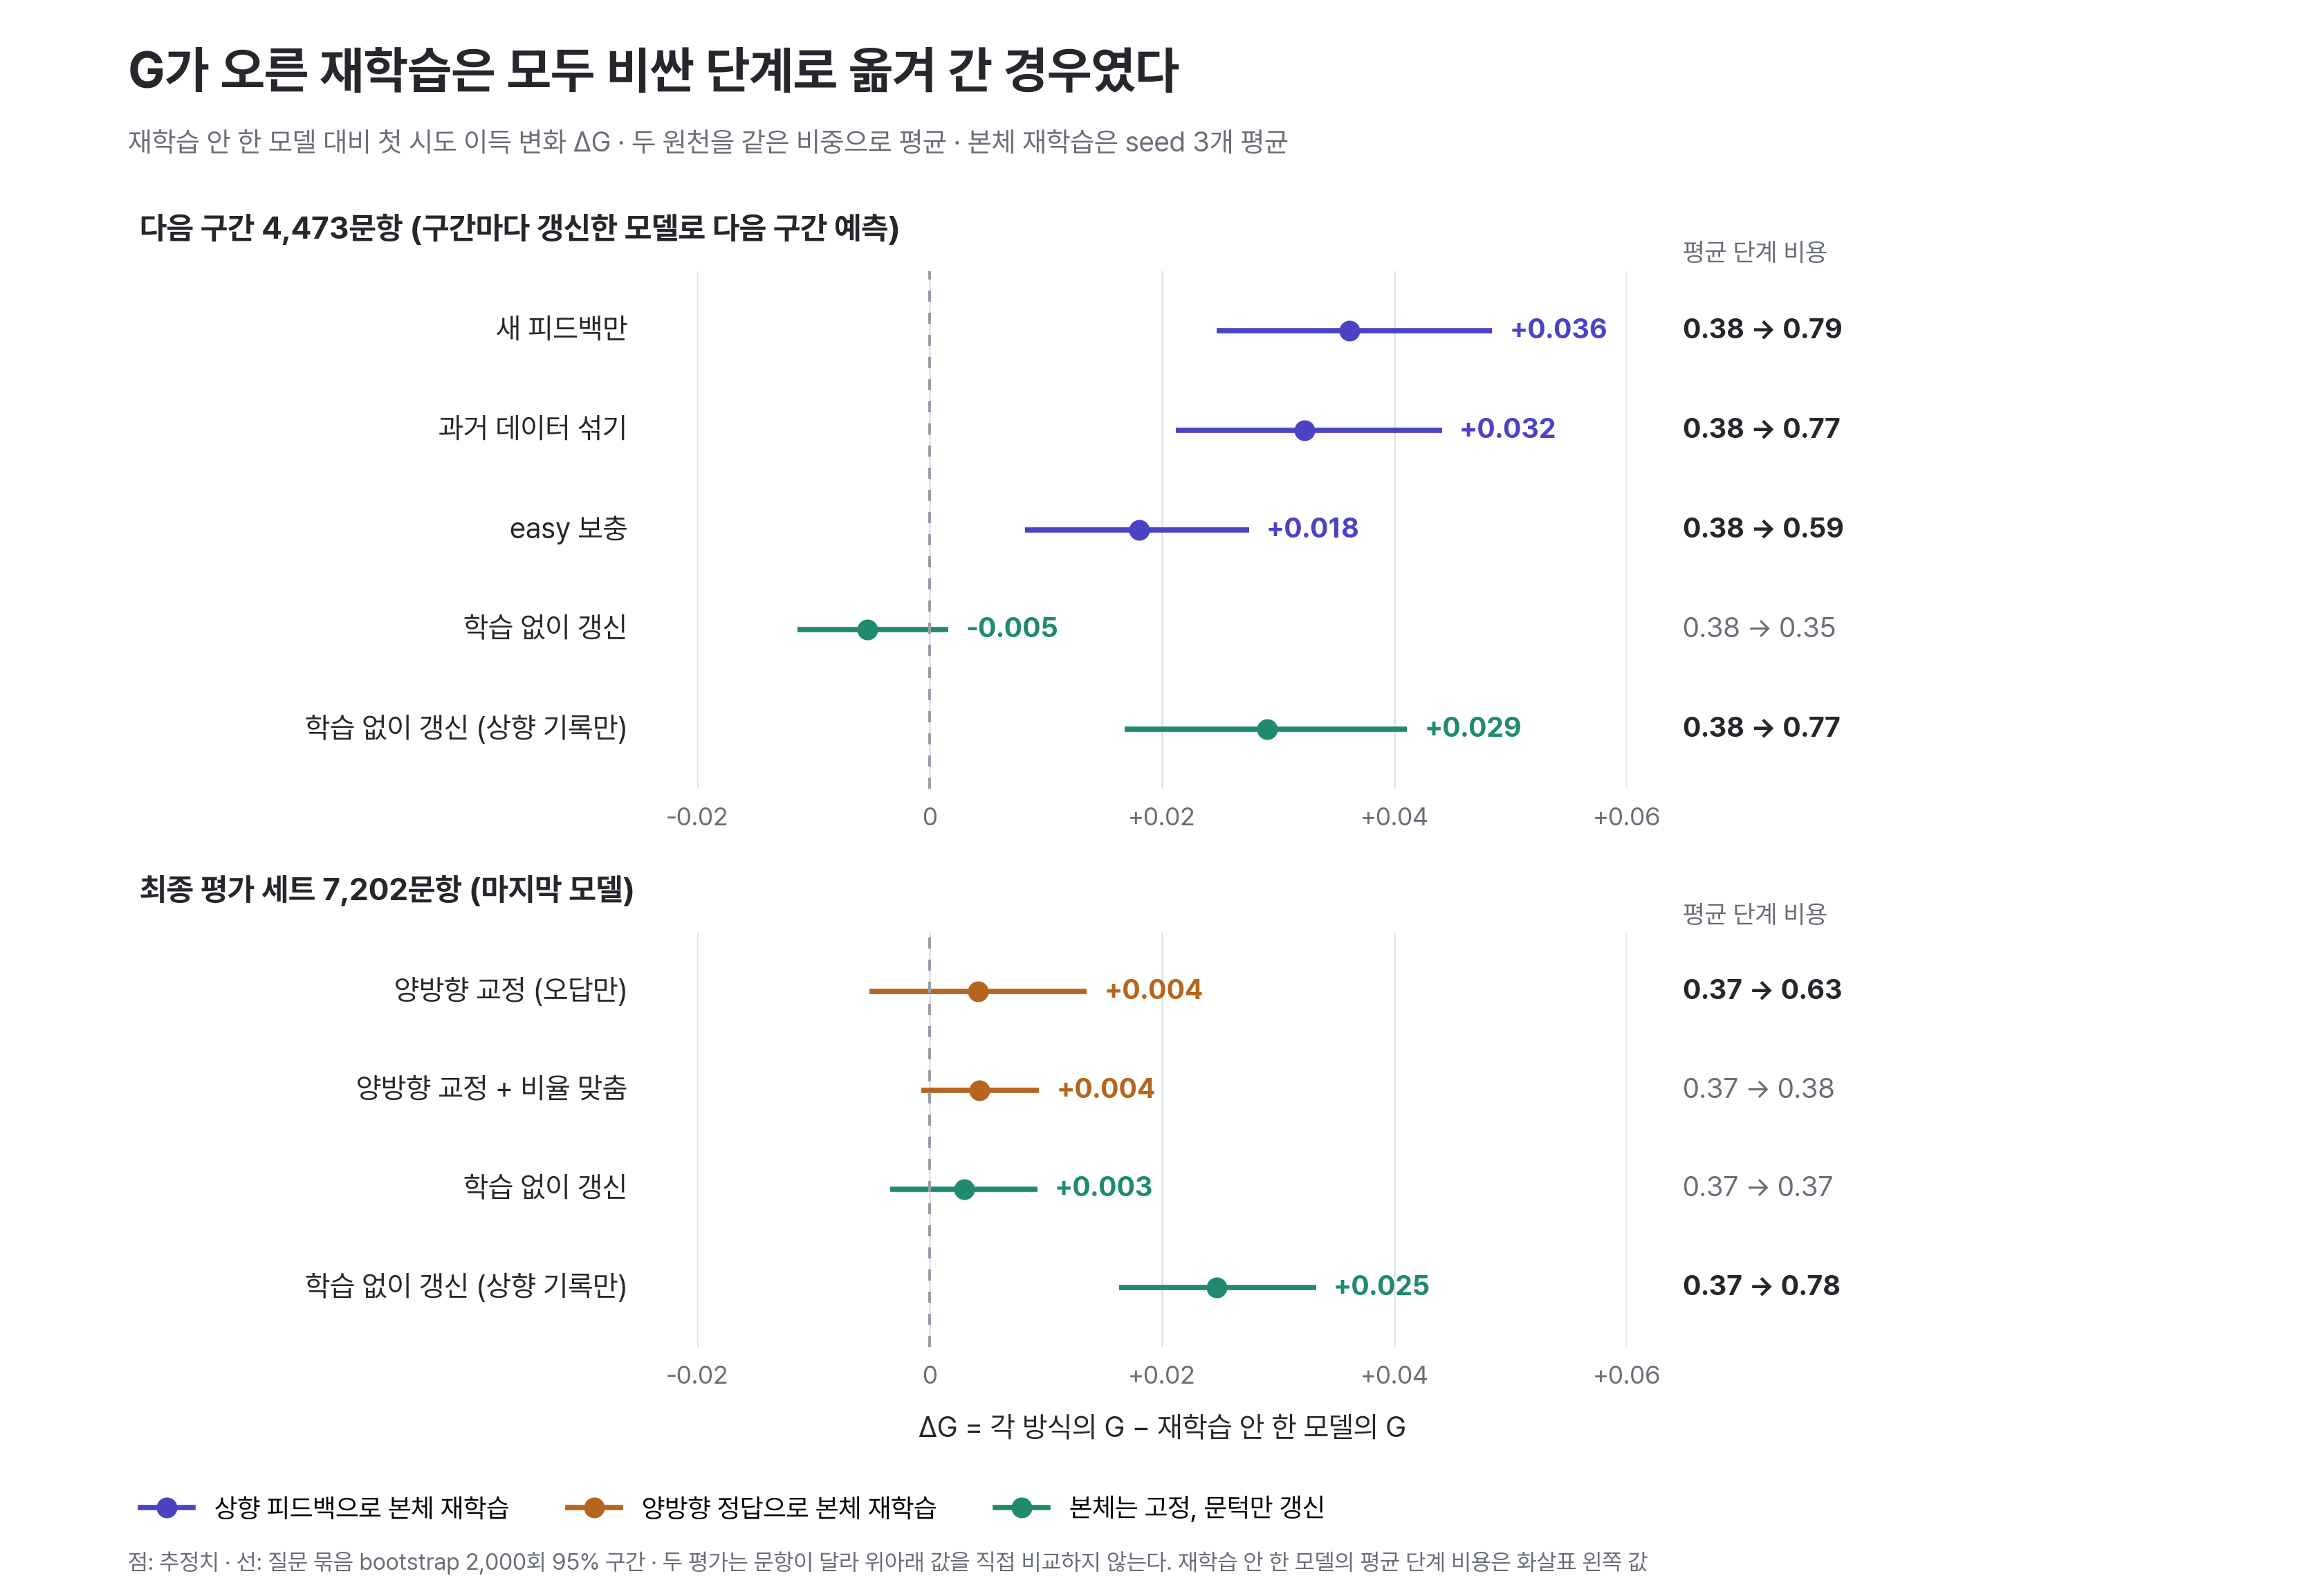 G가 오른 재학습은 모두 비싼 단계로 옮겨 간 경우였다
재학습 안 한 모델 대비 첫 시도 이득 변화 ΔG · 두 원천을 같은 비중으로 평균 · 본체 재학습은 seed 3개 평균
다음 구간 4,473문항 (구간마다 갱신한 모델로 다음 구간 예측)
평균 단계 비용
새 피드백만 +0.036 0.38 → 0.79
과거 데이터 섞기 +0.032 0.38 → 0.77
easy 보충 +0.018 0.38 → 0.59
학습 없이 갱신 -0.005 0.38 → 0.35
학습 없이 갱신 (상향 기록만) +0.029 0.38 → 0.77
-0.02 0 +0.02 +0.04 +0.06
최종 평가 세트 7,202문항 (마지막 모델)
평균 단계 비용
양방향 교정 (오답만) +0.004 0.37 → 0.63
양방향 교정 + 비율 맞춤 +0.004 0.37 → 0.38
학습 없이 갱신 +0.003 0.37 → 0.37
학습 없이 갱신 (상향 기록만) +0.025 0.37 → 0.78
-0.02 0 +0.02 +0.04 +0.06
ΔG = 각 방식의 G − 재학습 안 한 모델의 G
상향 피드백으로 본체 재학습 양방향 정답으로 본체 재학습 본체는 고정, 문턱만 갱신
점: 추정치 · 선: 질문 묶음 bootstrap 2,000회 95% 구간 · 두 평가는 문항이 달라 위아래 값을 직접 비교하지 않는다. 재학습 안 한 모델의 평균 단계 비용은 화살표 왼쪽 값